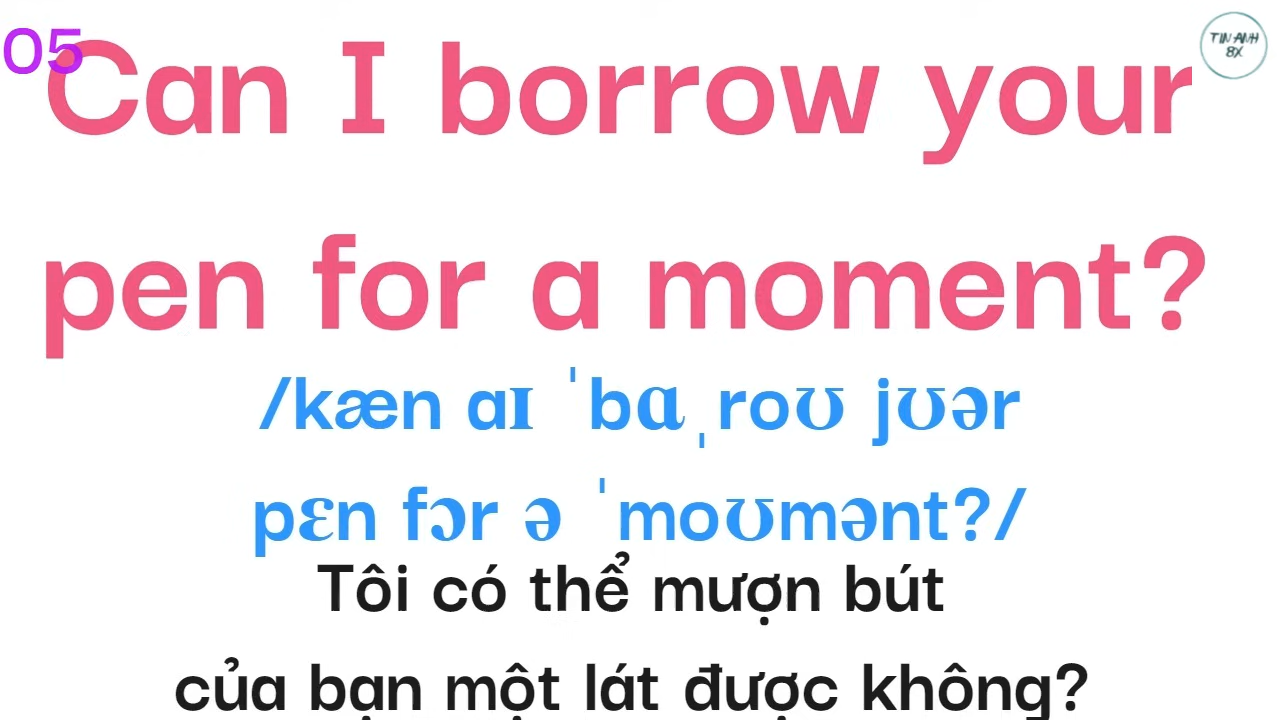 05
TIN ANH
8X
Can I borrow your
pen for a moment?
/kæn aɪ ˈbɑˌroʊ jʊər
pɛn fɔr ə ˈmoʊmənt?/
Tôi có thể mượn bút
của bạn một lát được không?